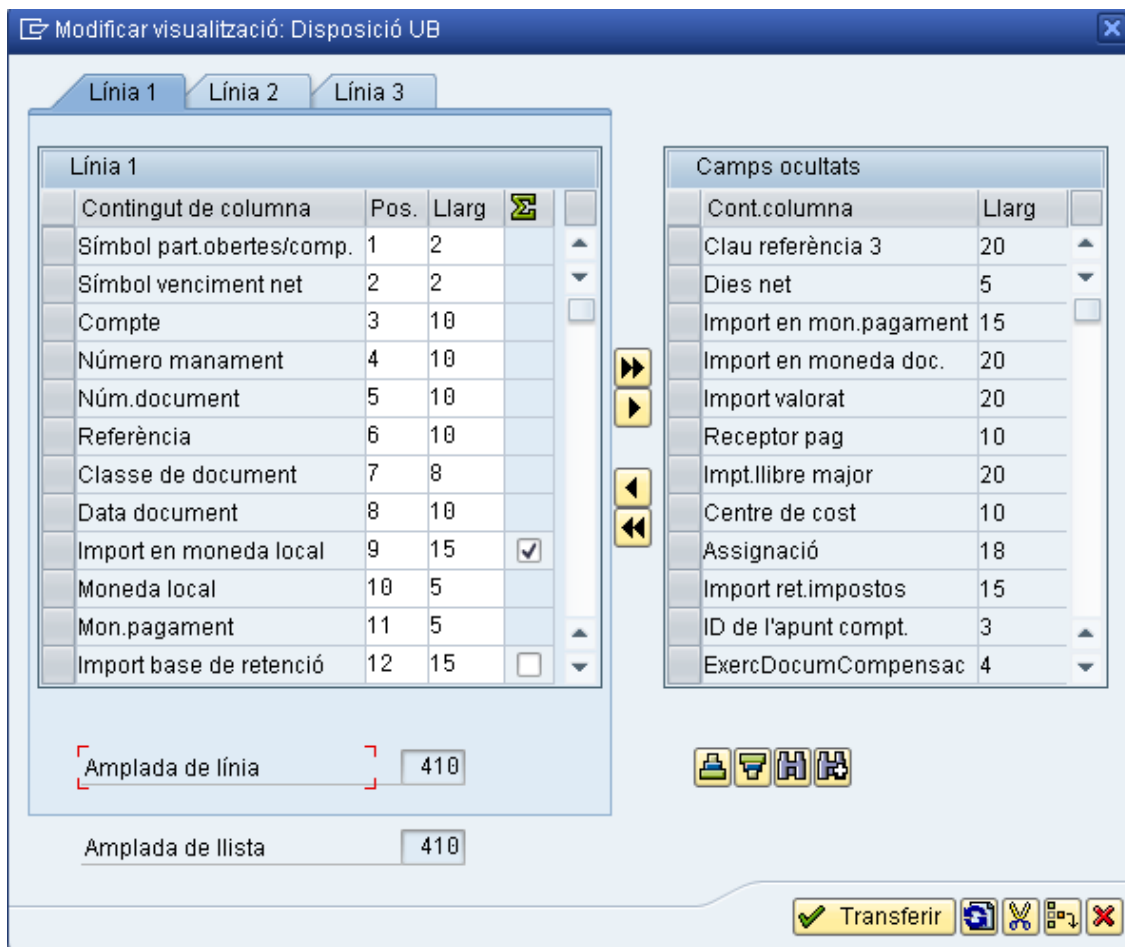 Modificar visualització: Disposició UB
Línia 1 Línia 2 Línia 3
Línia 1
Contingut de columna Pos. Llarg
Símbol part.obertes/comp. 1 2
Símbol venciment net 2 2
Compte 3 10
Número manament 4 10
Núm.document 5 10
Referència 6 10
Classe de document 7 8
Data document 8 10
Import en moneda local 9 15
Moneda local 10 5
Mon.pagament 11 5
Import base de retenció 12 15
Amplada de línia 410
Amplada de llista 410
Camps ocultats
Cont.columna Llarg
Clau referència 3 20
Dies net 5
Import en mon.pagament 15
Import en moneda doc. 20
Import valorat 20
Receptor pag 10
Impt.llibre major 20
Centre de cost 10
Assignació 18
Import ret.impostos 15
ID de l'apunt compt. 3
ExercDocumCompensac 4
Transferir